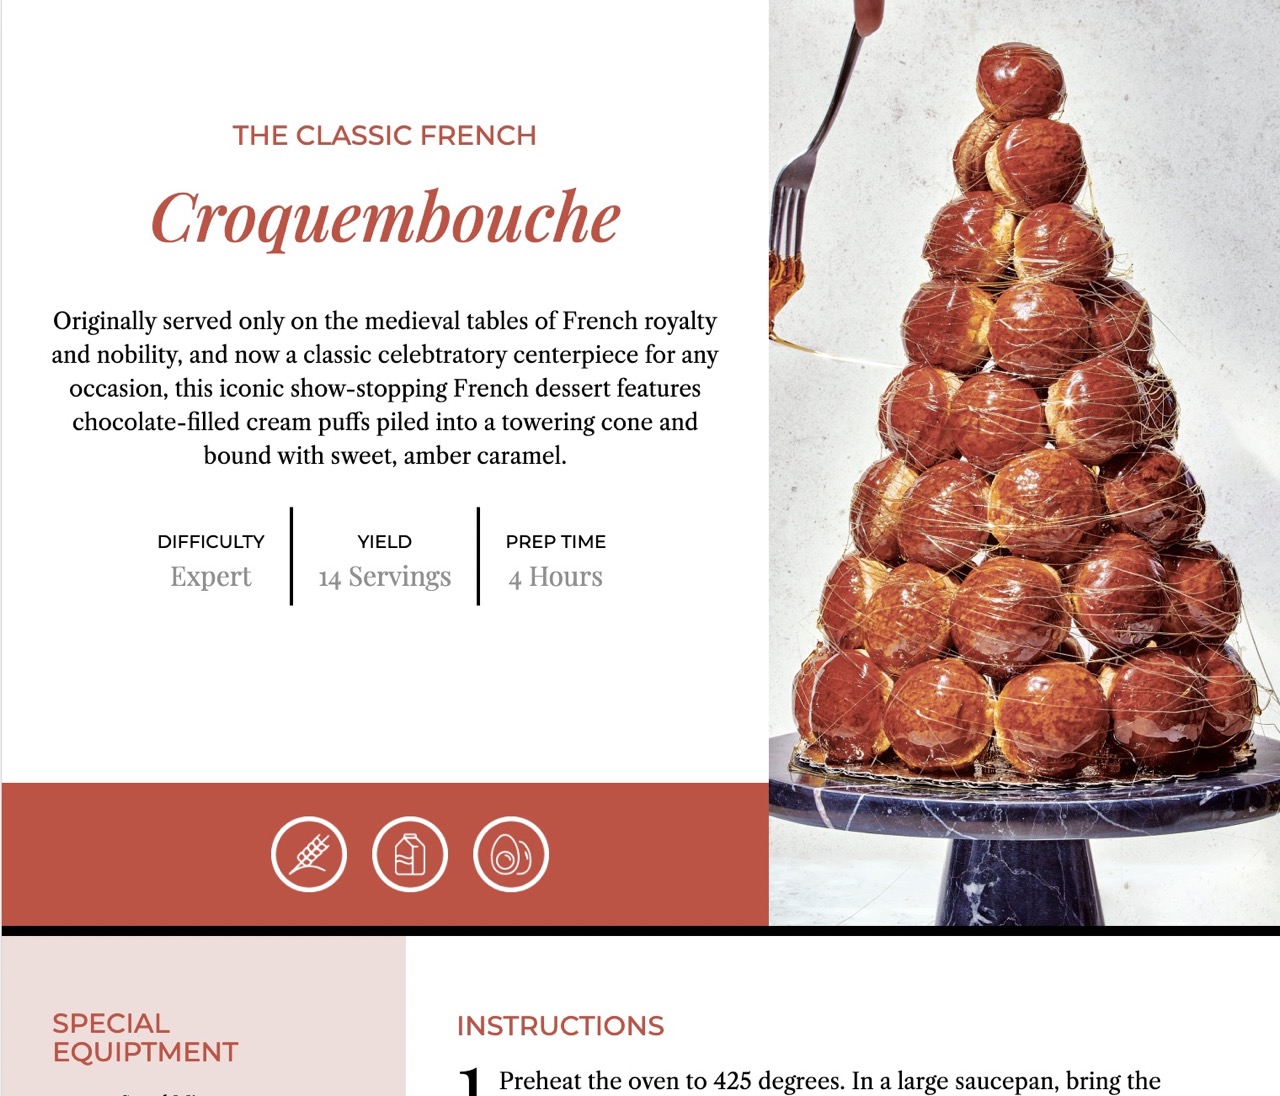 THE CLASSIC FRENCH
Croquembouche
Originally served only on the medieval tables of French royalty
and nobility, and now a classic celebtratory centerpiece for any
occasion, this iconic show-stopping French dessert features
chocolate-filled cream puffs piled into a towering cone and
bound with sweet, amber caramel.
DIFFICULTY
Expert
YIELD
14 Servings
PREP TIME
4 Hours
SPECIAL
EQUIPTMENT
INSTRUCTIONS
1 Preheat the oven to 425 degrees. In a large saucepan, bring the